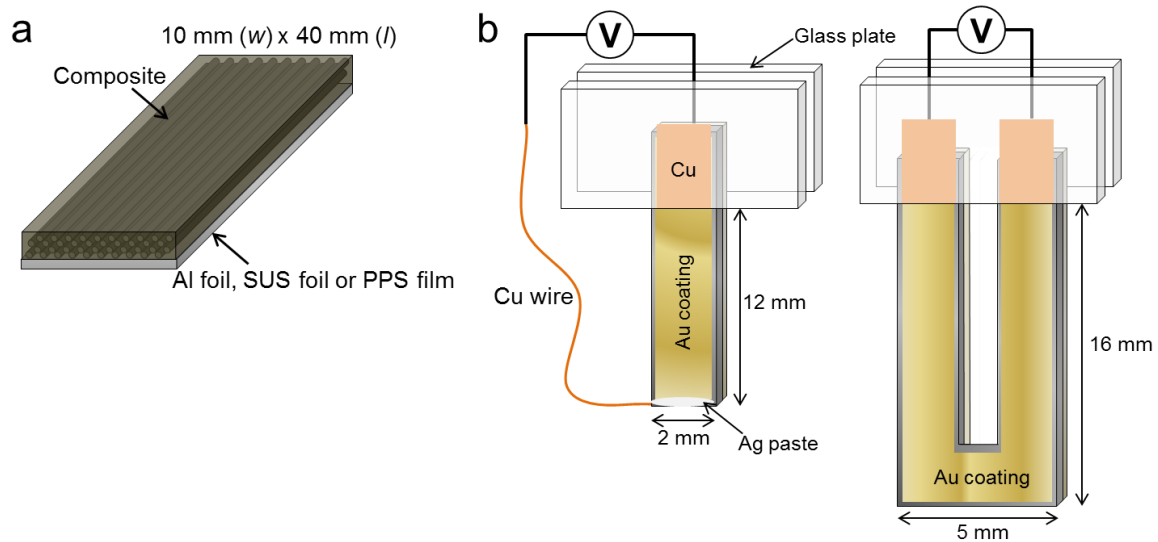 a
10 mm (w) x 40 mm (l)
Composite
Al foil, SUS foil or PPS film
b
V
Glass plate
Cu
Au coating
Cu wire
12 mm
2 mm
Ag paste
V
16 mm
Au coating
5 mm